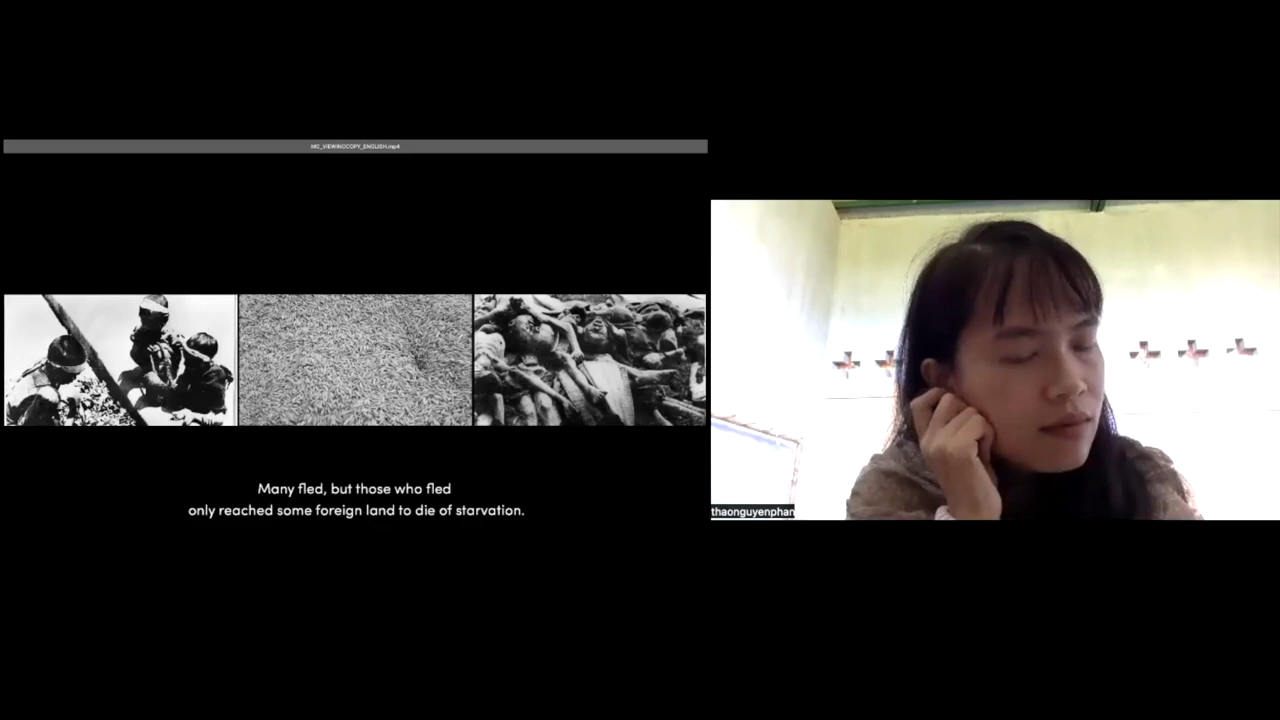 MC_VIEWINGCOPY_ENGLISH.mp4
Many fled, but those who fled
only reached some foreign land to die of starvation.
thaonguyenphan